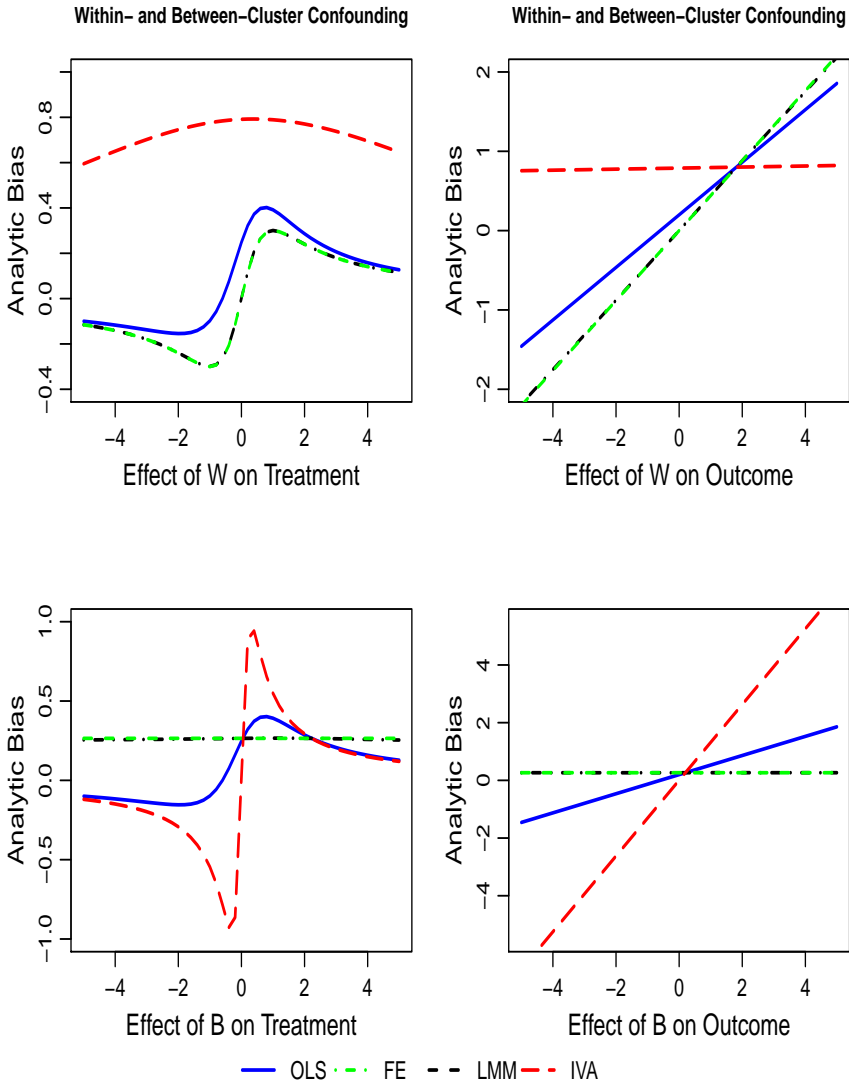 Within- and Between-Cluster Confounding
Within- and Between-Cluster Confounding
Analytic Bias
0.8
0.4
0.0
-0.4
-4 -2 0 2 4
Effect of W on Treatment
Analytic Bias
2
1
0
-1
-2
-4 -2 0 2 4
Effect of W on Outcome
Analytic Bias
1.0
0.5
0.0
-0.5
-1.0
-4 -2 0 2 4
Effect of B on Treatment
Analytic Bias
4
2
0
-2
-4
-4 -2 0 2 4
Effect of B on Outcome
OLS FE LMM IVA